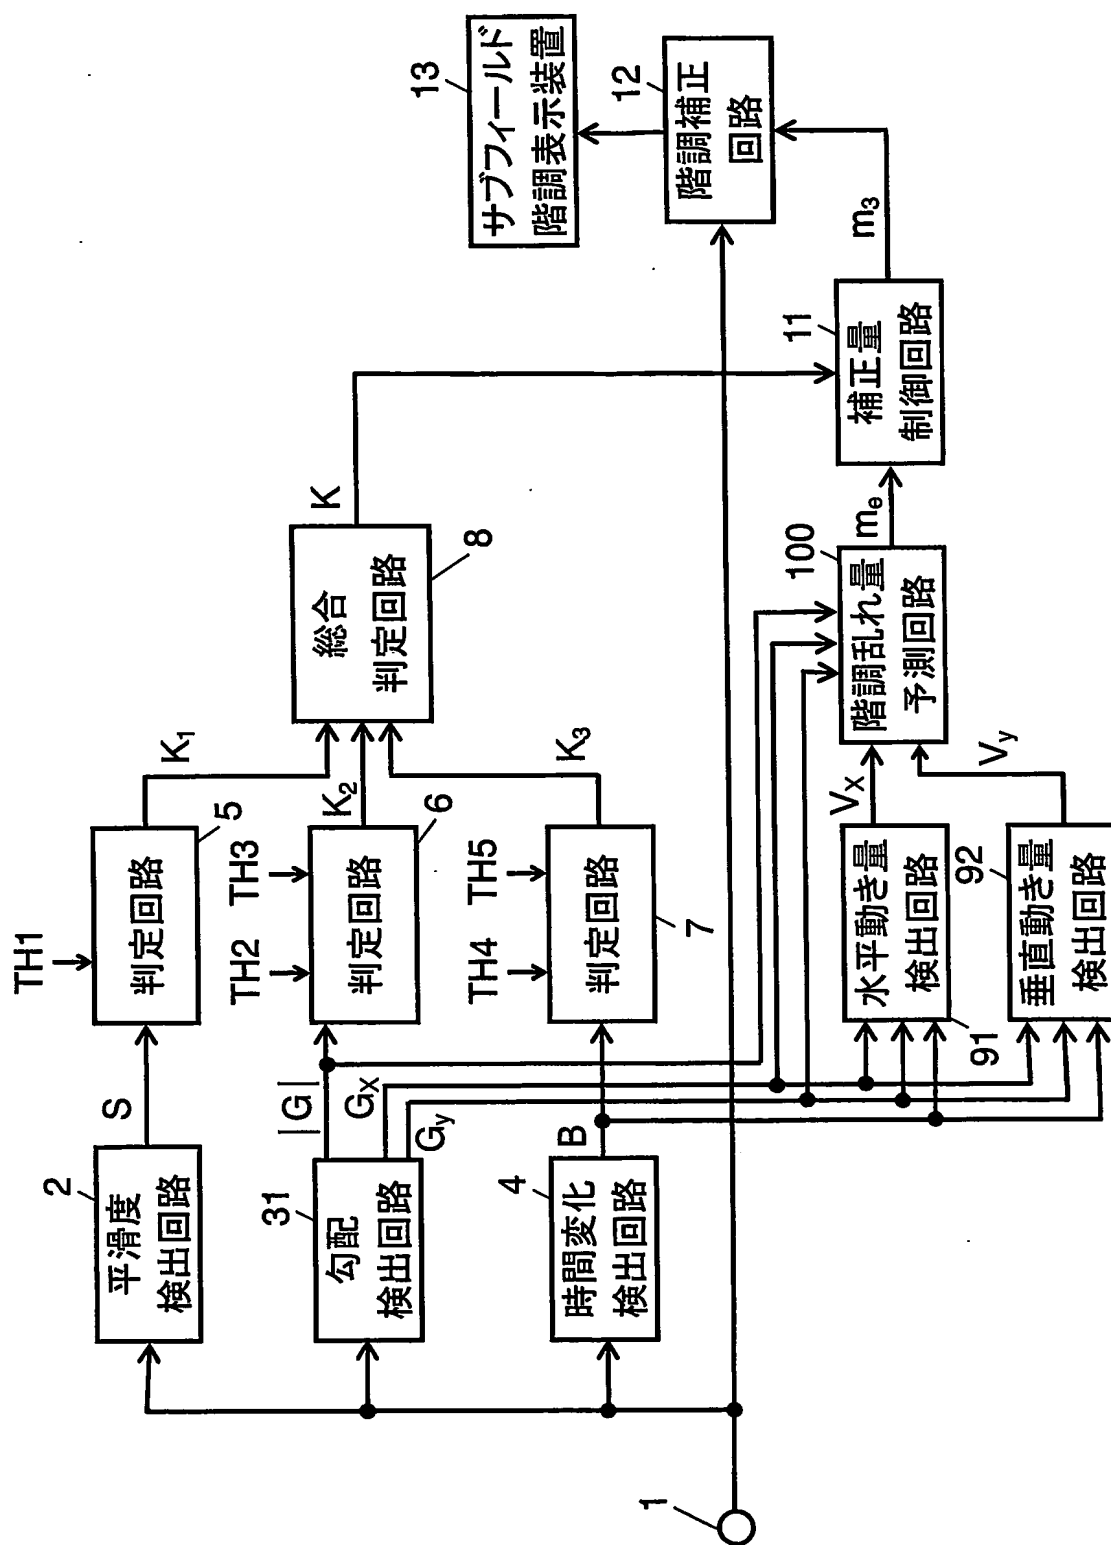 1
2
平滑度
検出回路
S
TH1
判定回路
5
K1
31
勾配
検出回路
|G|
Gx
Gy
TH2
TH3
判定回路
6
K2
4
時間変化
検出回路
B
TH4
TH5
判定回路
7
K3
総合
判定回路
8
K
水平動き量
検出回路
91
Vx
垂直動き量
検出回路
92
Vy
100
階調乱れ量
予測回路
me
11
補正量
制御回路
m3
12
階調補正
回路
13
サブフィールド
階調表示装置